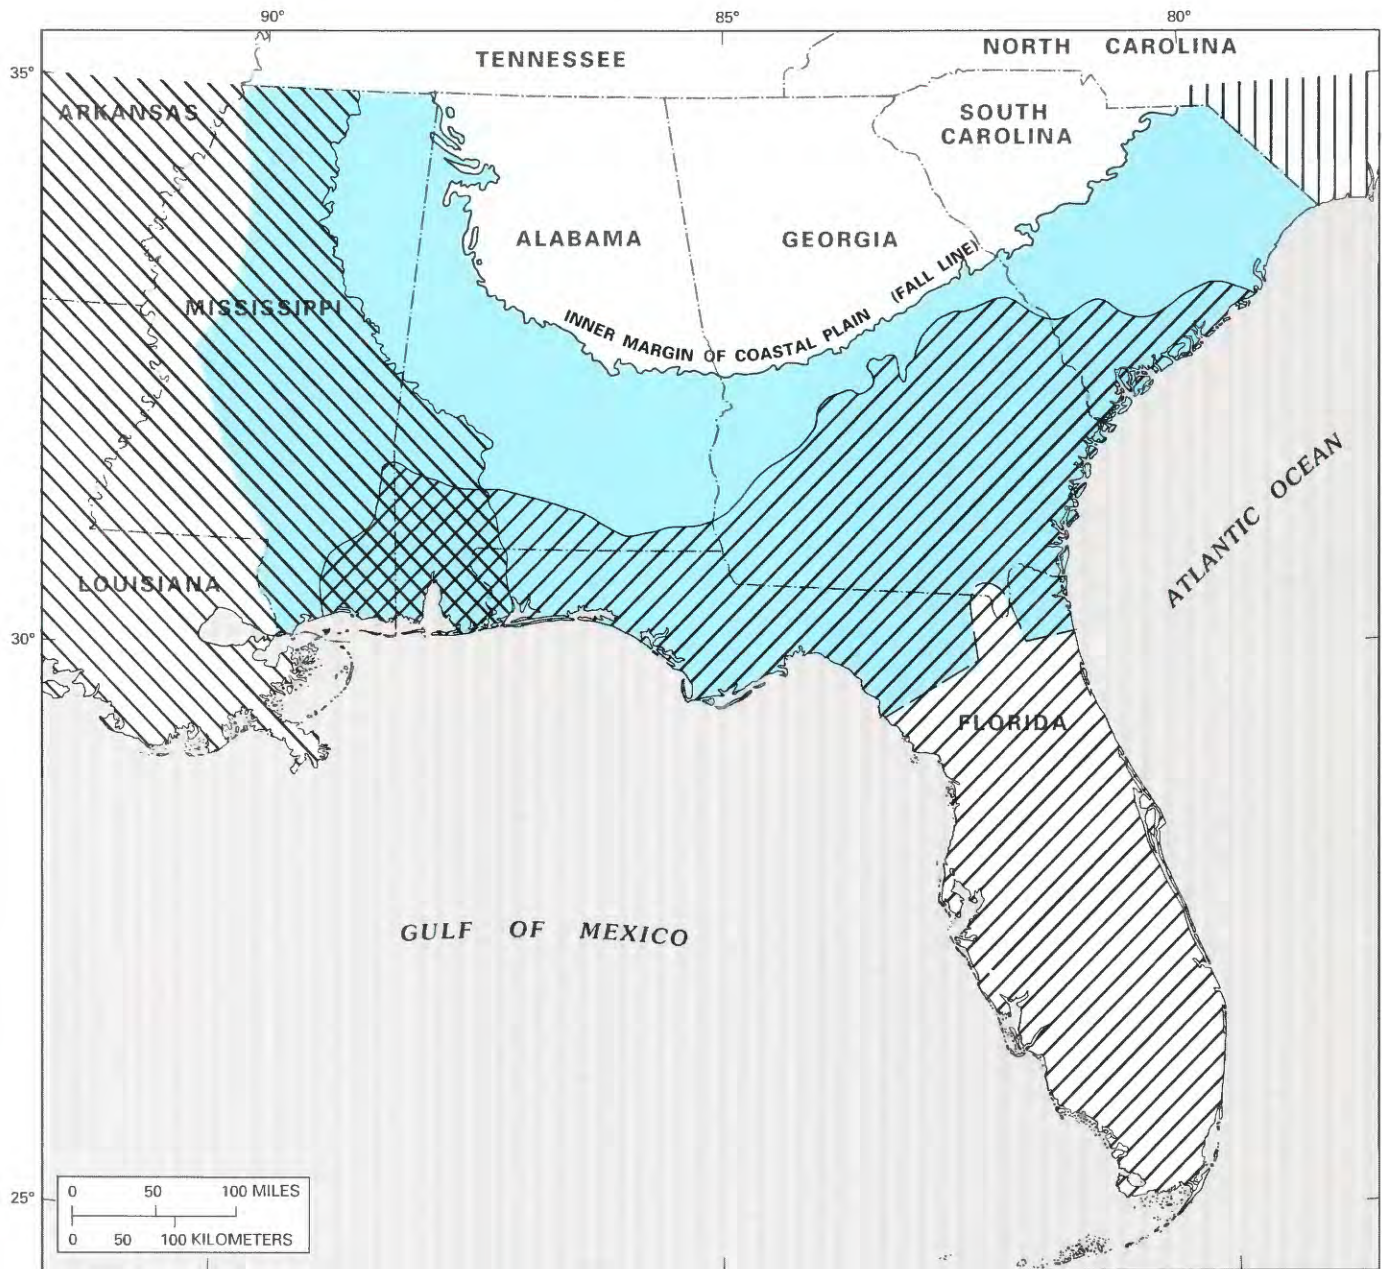 90° 85° 80°
TENNESSEE
NORTH CAROLINA
35°
ARKANSAS
SOUTH
CAROLINA
ALABAMA
GEORGIA
(FALL LINE)
MISSISSIPPI
INNER MARGIN OF COASTAL PLAIN
ATLANTIC OCEAN
LOUISIANA
30°
FLORIDA
GULF OF MEXICO
25°
0 50 100 MILES
0 50 100 KILOMETERS